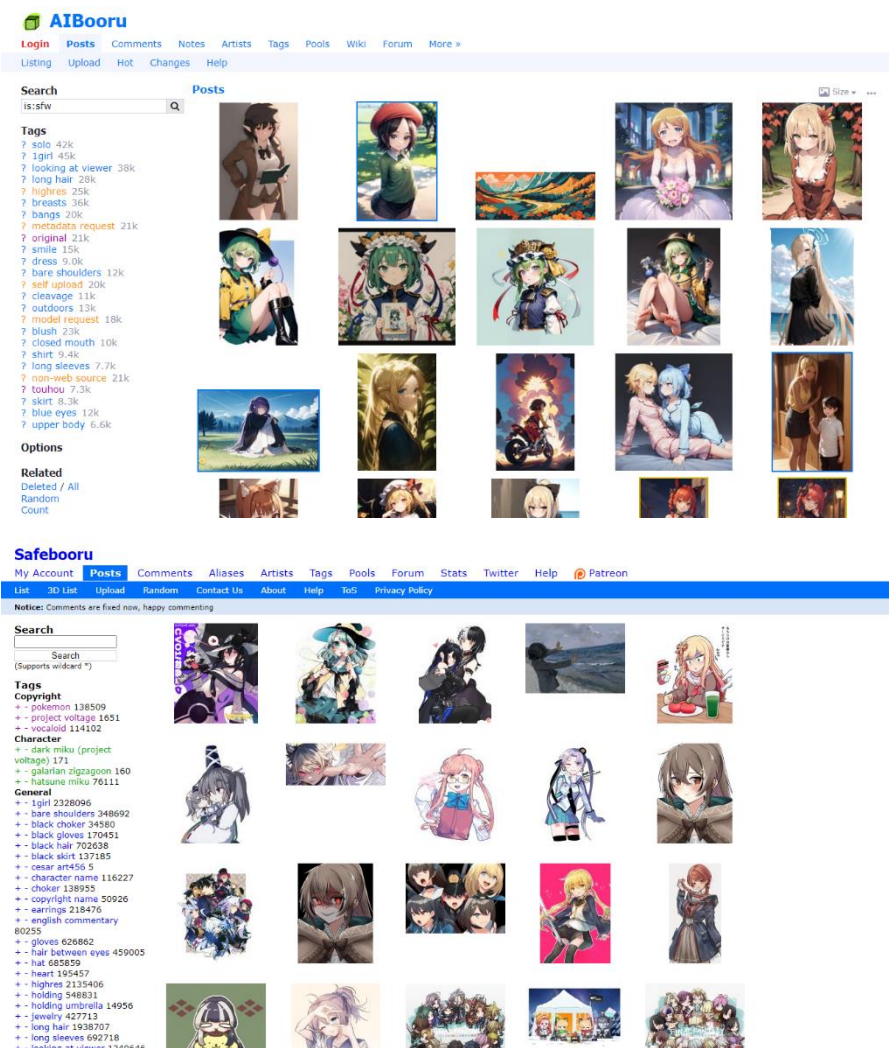 AIBooru
Login Posts Comments Notes Artists Tags Pools Wiki Forum More »
Listing Upload Hot Changes Help
Search
is:sfw
Posts
Size
Tags
? solo 42k
? 1girl 45k
? looking at viewer 38k
? long hair 28k
? highres 25k
? breasts 36k
? bangs 20k
? metadata request 21k
? original 21k
? smile 15k
? dress 9.0k
? bare shoulders 12k
? self upload 20k
? cleavage 11k
? outdoors 13k
? model request 18k
? blush 23k
? closed mouth 10k
? shirt 9.4k
? long sleeves 7.7k
? non-web source 21k
? touhou 7.3k
? skirt 8.3k
? blue eyes 12k
? upper body 6.6k
Options
Related
Deleted / All
Random
Count
Safebooru
My Account Posts Comments Aliases Artists Tags Pools Forum Stats Twitter Help Patreon
List 3D List Upload Random Contact Us About Help ToS Privacy Policy
Notice: Comments are fixed now, happy commenting
Search
Search
(Supports wildcard *)
Tags
Copyright
+ - pokemon 138509
+ - project voltage 1651
+ - vocaloid 114102
Character
+ - dark miku (project
voltage) 171
+ - galarian zigzagoon 160
+ - hatsune miku 76111
General
+ - 1girl 2328096
+ - bare shoulders 348692
+ - black choker 34580
+ - black gloves 170451
+ - black hair 702638
+ - black skirt 137185
+ - cesar art456 5
+ - character name 116227
+ - choker 138955
+ - copyright name 50926
+ - earrings 218476
+ - english commentary
80255
+ - gloves 626862
+ - hair between eyes 459005
+ - hat 685859
+ - heart 195457
+ - highres 2135406
+ - holding 548831
+ - holding umbrella 14956
+ - jewelry 427713
+ - long hair 1938707
+ - long sleeves 692718
+ - looking at viewer 1240646